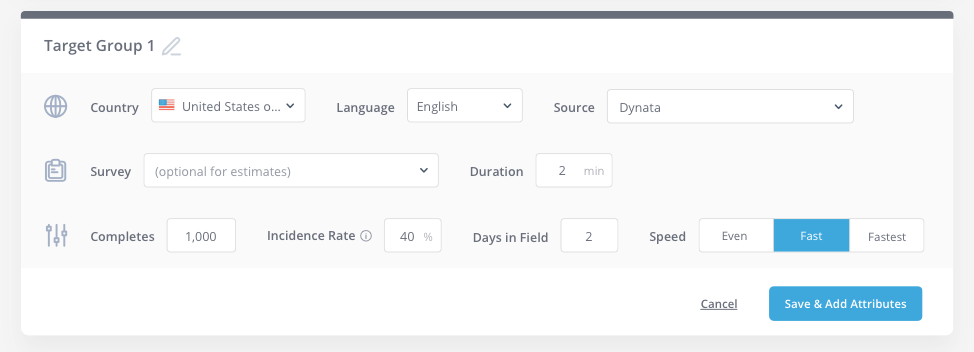 Target Group 1
Country United States o... Language English Source Dynata
Survey (optional for estimates) Duration 2 min
Completes 1,000 Incidence Rate 40 % Days in Field 2 Speed Even Fast Fastest
Cancel Save & Add Attributes